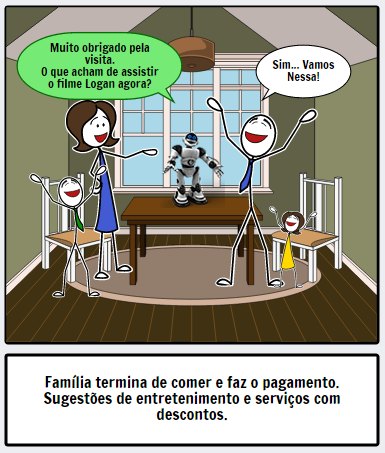 Muito obrigado pela
visita.
O que acham de assistir
o filme Logan agora?
Sim... Vamos
Nessa!
Família termina de comer e faz o pagamento.
Sugestões de entretenimento e serviços com
descontos.